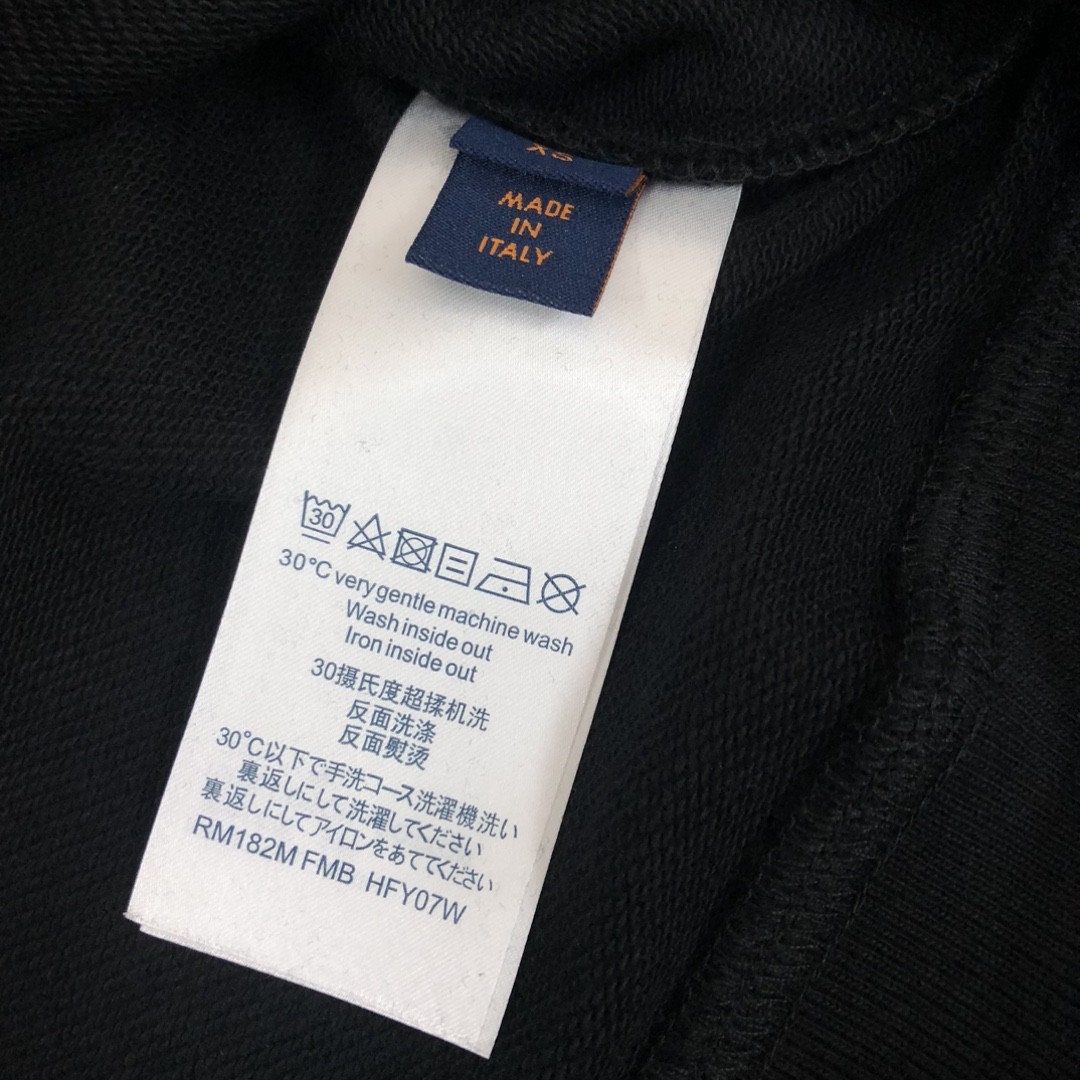 XS
MADE
IN
ITALY
30
30°C very gentle machine wash
Wash inside out
Iron inside out
30摄氏度超揉机洗
反面洗涤
反面熨烫
30℃以下で手洗コース洗濯機洗い
裏返しにして洗濯してください
裏返しにしてアイロンをあててください
RM182M FMB HFY07W